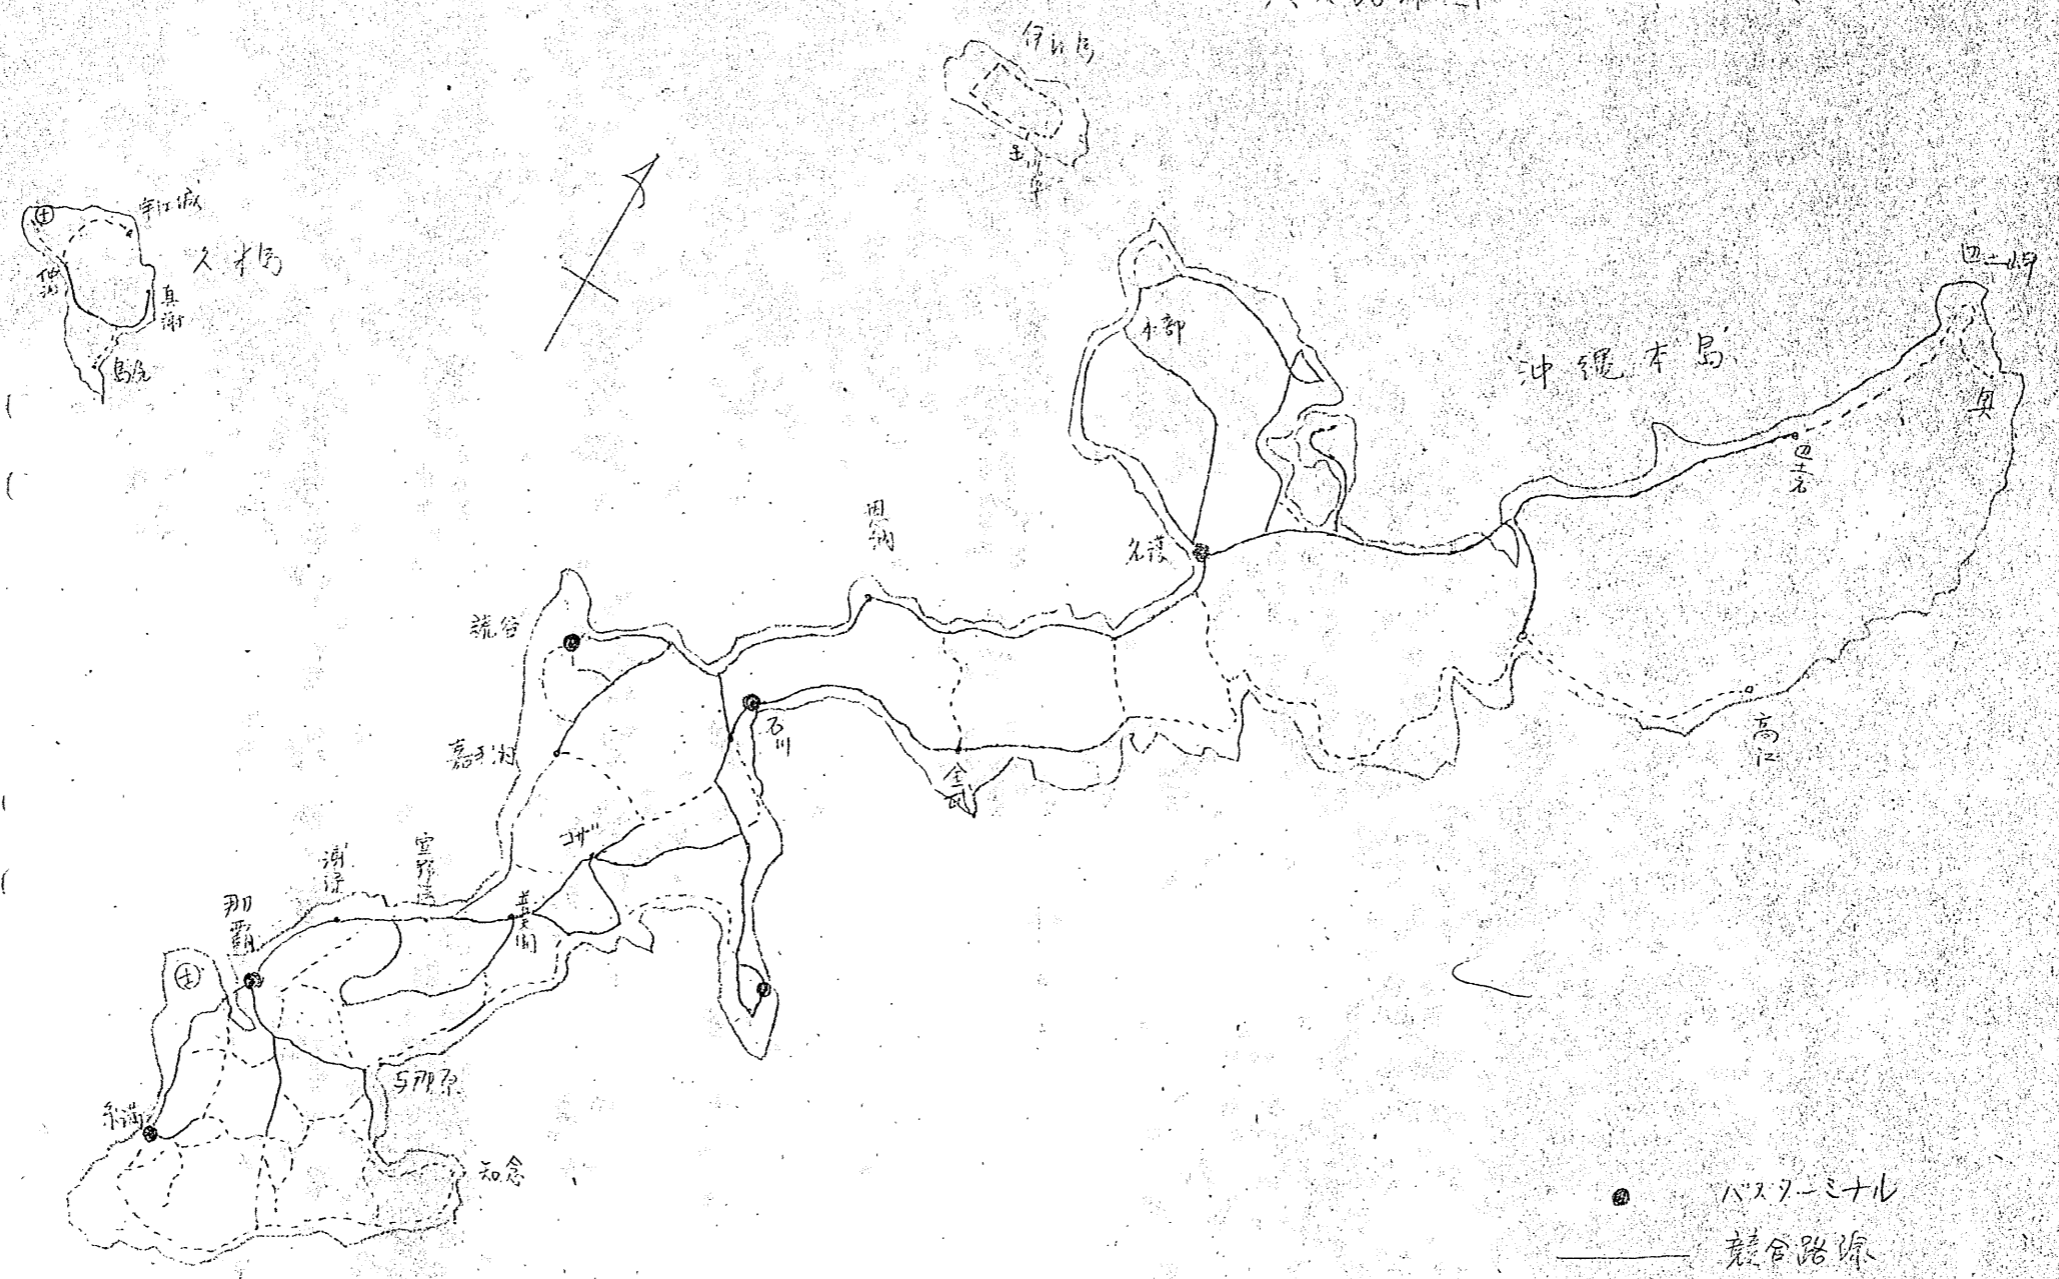 伊江島
宇江城
久米島
仲泊
真謝
島尻
辺土岬
沖縄本島
本部
奥
辺土名
恩納
名護
読谷
石川
嘉手納
高江
金武
コザ
宜野湾
浦添
普天間
那覇
与那原
糸満
知念
バスターミナル
競合路線